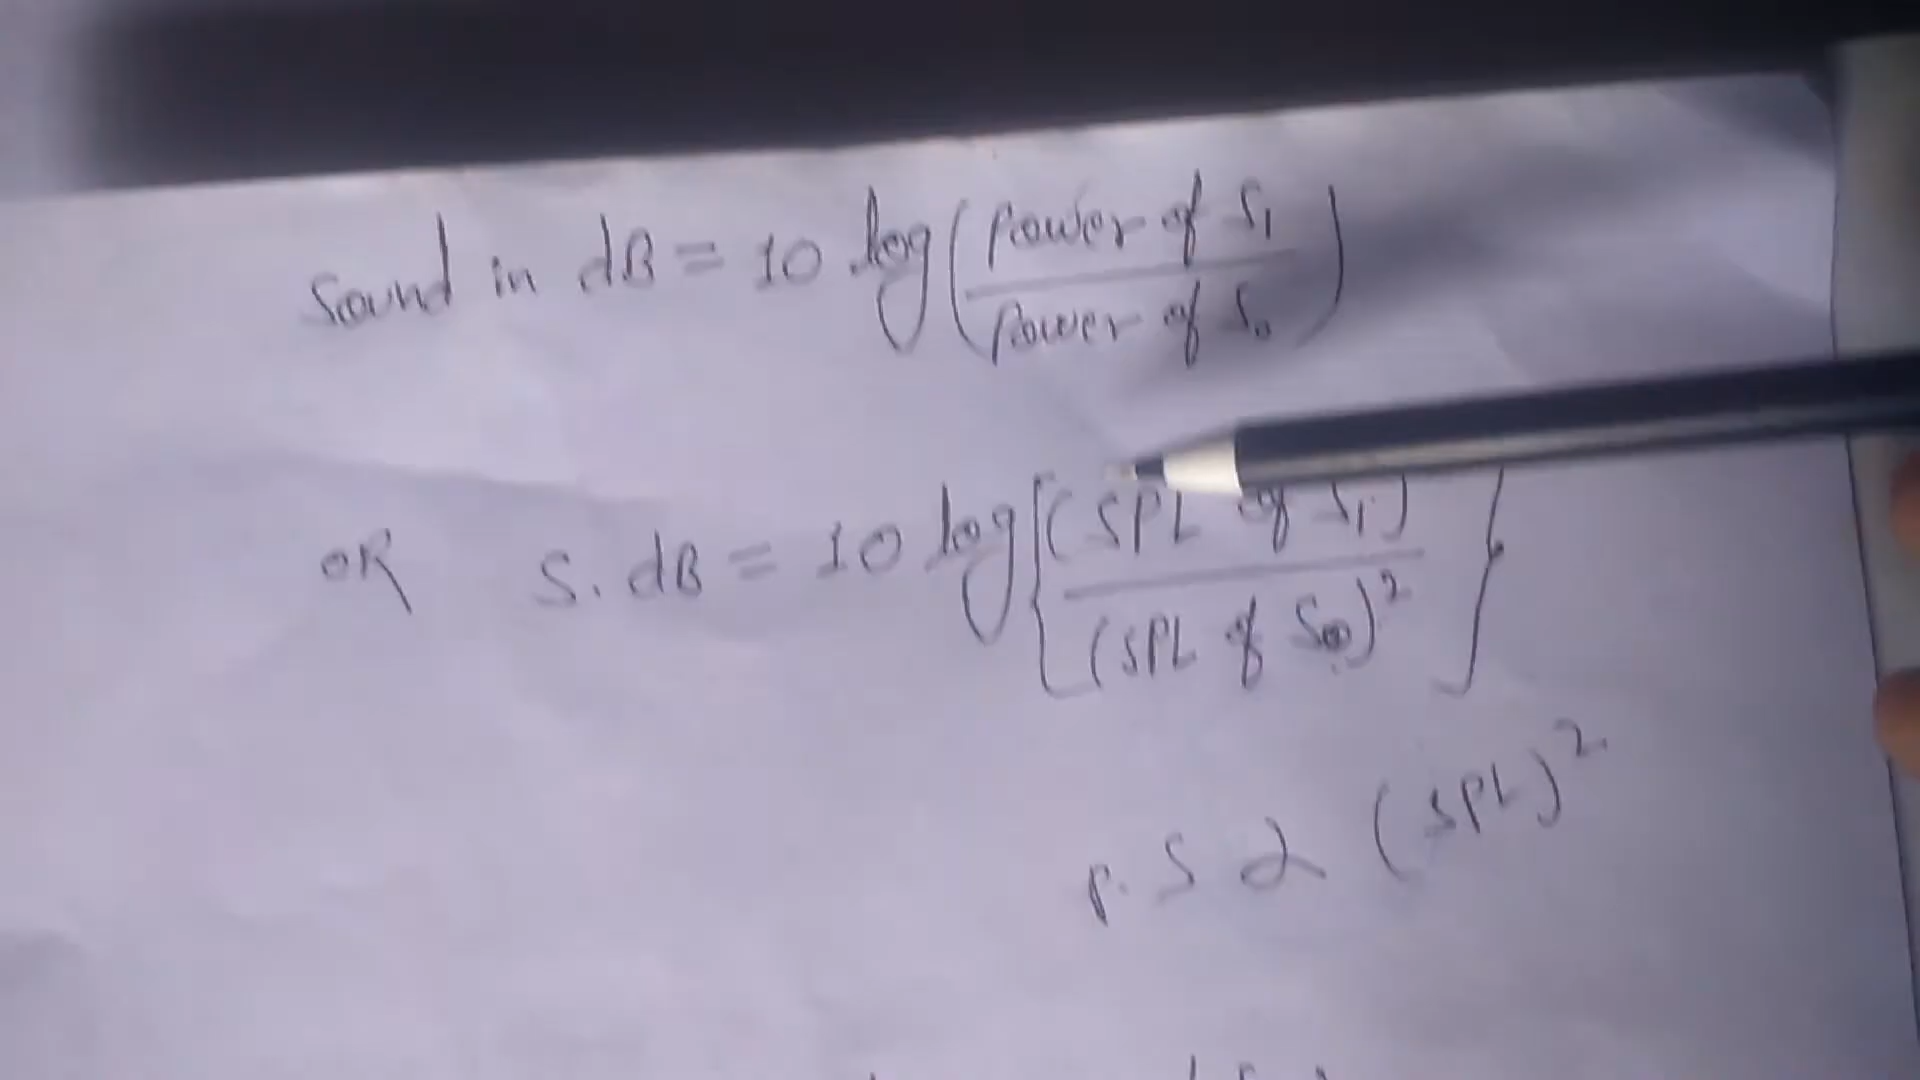 Sound in dB = 10 log(Power of S1 / Power of S0)
OR S. dB = 10 log[(SPL of S1) / (SPL of S0)²]
P. S α (SPL)²